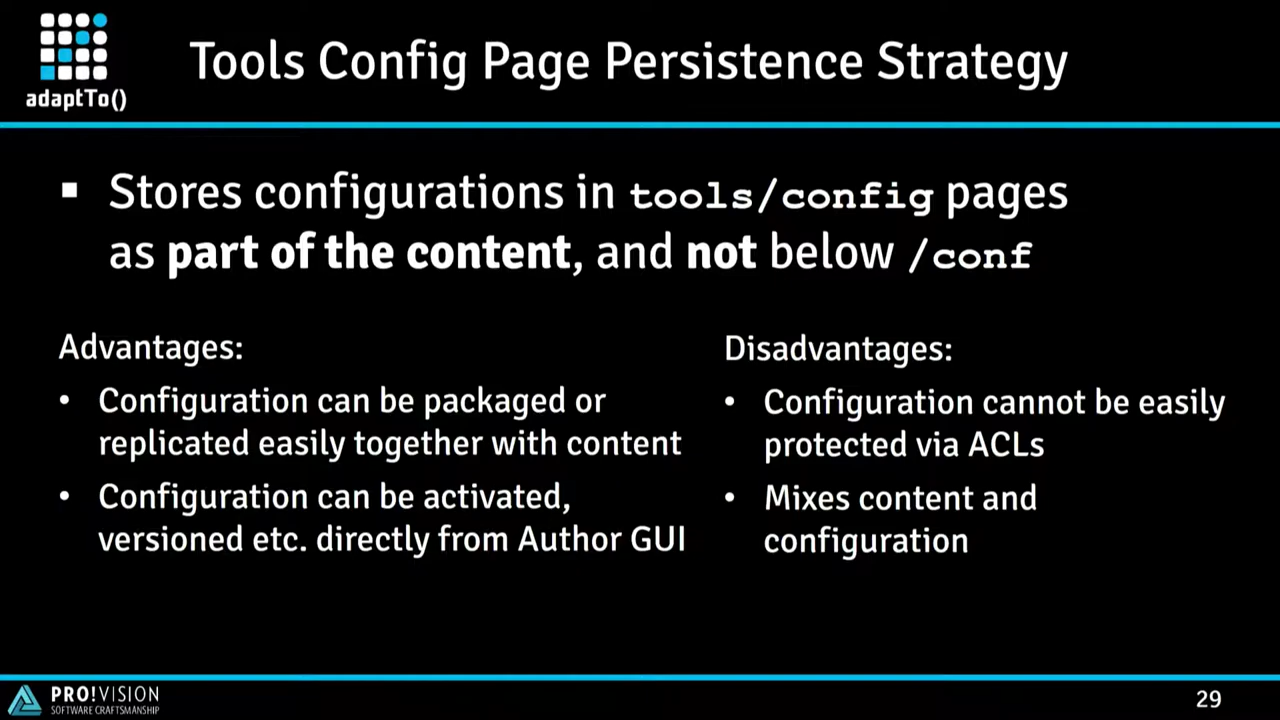 adaptTo()
Tools Config Page Persistence Strategy
▪ Stores configurations in tools/config pages
as part of the content, and not below /conf
Advantages:
• Configuration can be packaged or
replicated easily together with content
• Configuration can be activated,
versioned etc. directly from Author GUI
Disadvantages:
• Configuration cannot be easily
protected via ACLs
• Mixes content and
configuration
PRO!VISION
SOFTWARE CRAFTSMANSHIP
29